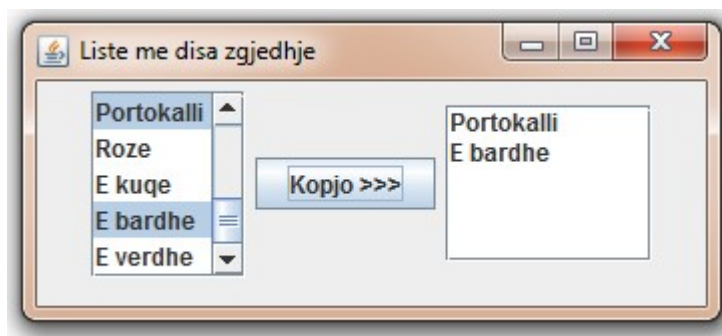 Liste me disa zgjedhje
Portokalli
Roze
E kuqe
E bardhe
E verdhe
Kopjo >>>
Portokalli
E bardhe